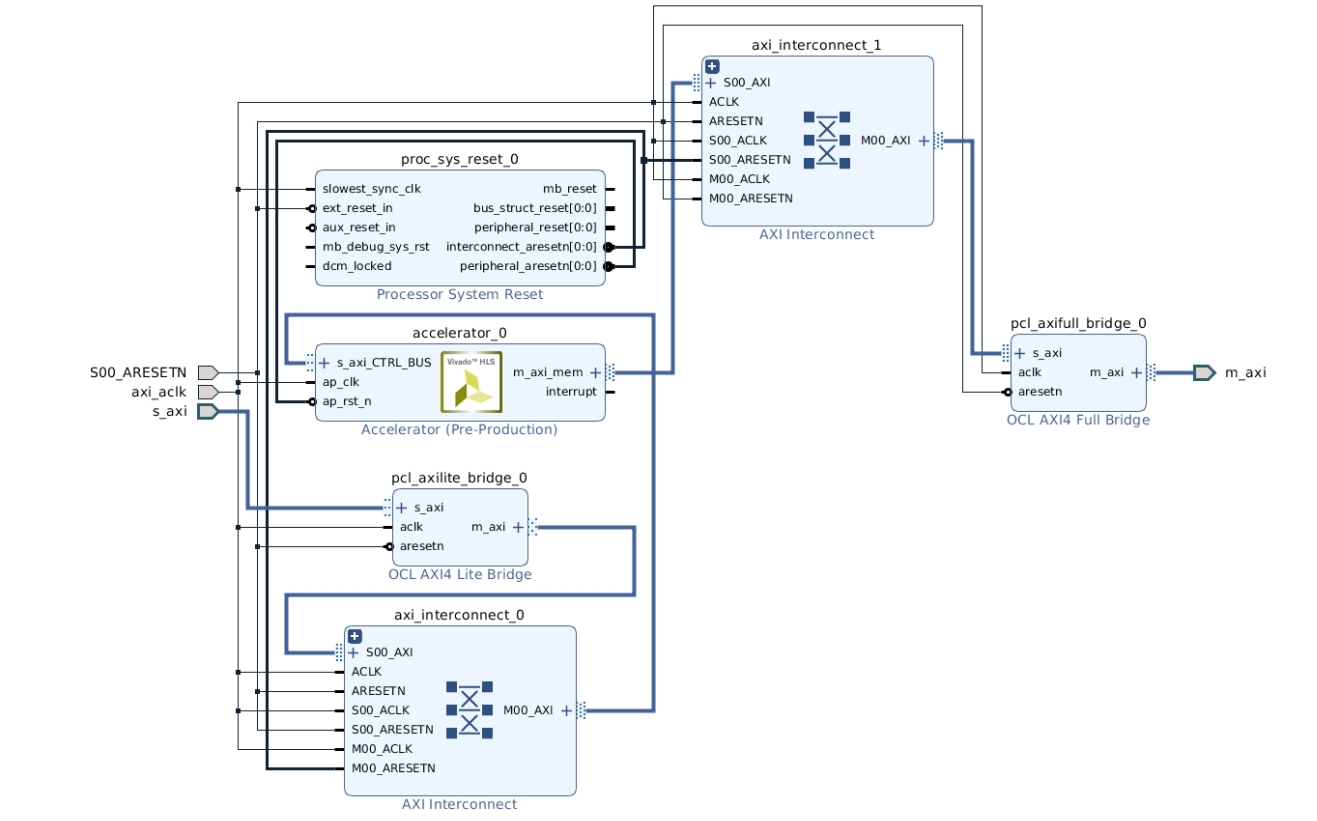 axi_interconnect_1
S00_AXI
ACLK
ARESETN
S00_ACLK
M00_AXI
S00_ARESETN
M00_ACLK
M00_ARESETN
AXI Interconnect
proc_sys_reset_0
slowest_sync_clk
mb_reset
ext_reset_in
bus_struct_reset[0:0]
aux_reset_in
peripheral_reset[0:0]
mb_debug_sys_rst
interconnect_aresetn[0:0]
dcm_locked
peripheral_aresetn[0:0]
Processor System Reset
accelerator_0
s_axi_CTRL_BUS
Vivado™ HLS
m_axi_mem
ap_clk
interrupt
ap_rst_n
Accelerator (Pre-Production)
S00_ARESETN
axi_aclk
s_axi
pcl_axifull_bridge_0
s_axi
aclk
m_axi
aresetn
OCL AXI4 Full Bridge
m_axi
pcl_axilite_bridge_0
s_axi
aclk
m_axi
aresetn
OCL AXI4 Lite Bridge
axi_interconnect_0
S00_AXI
ACLK
ARESETN
S00_ACLK
M00_AXI
S00_ARESETN
M00_ACLK
M00_ARESETN
AXI Interconnect